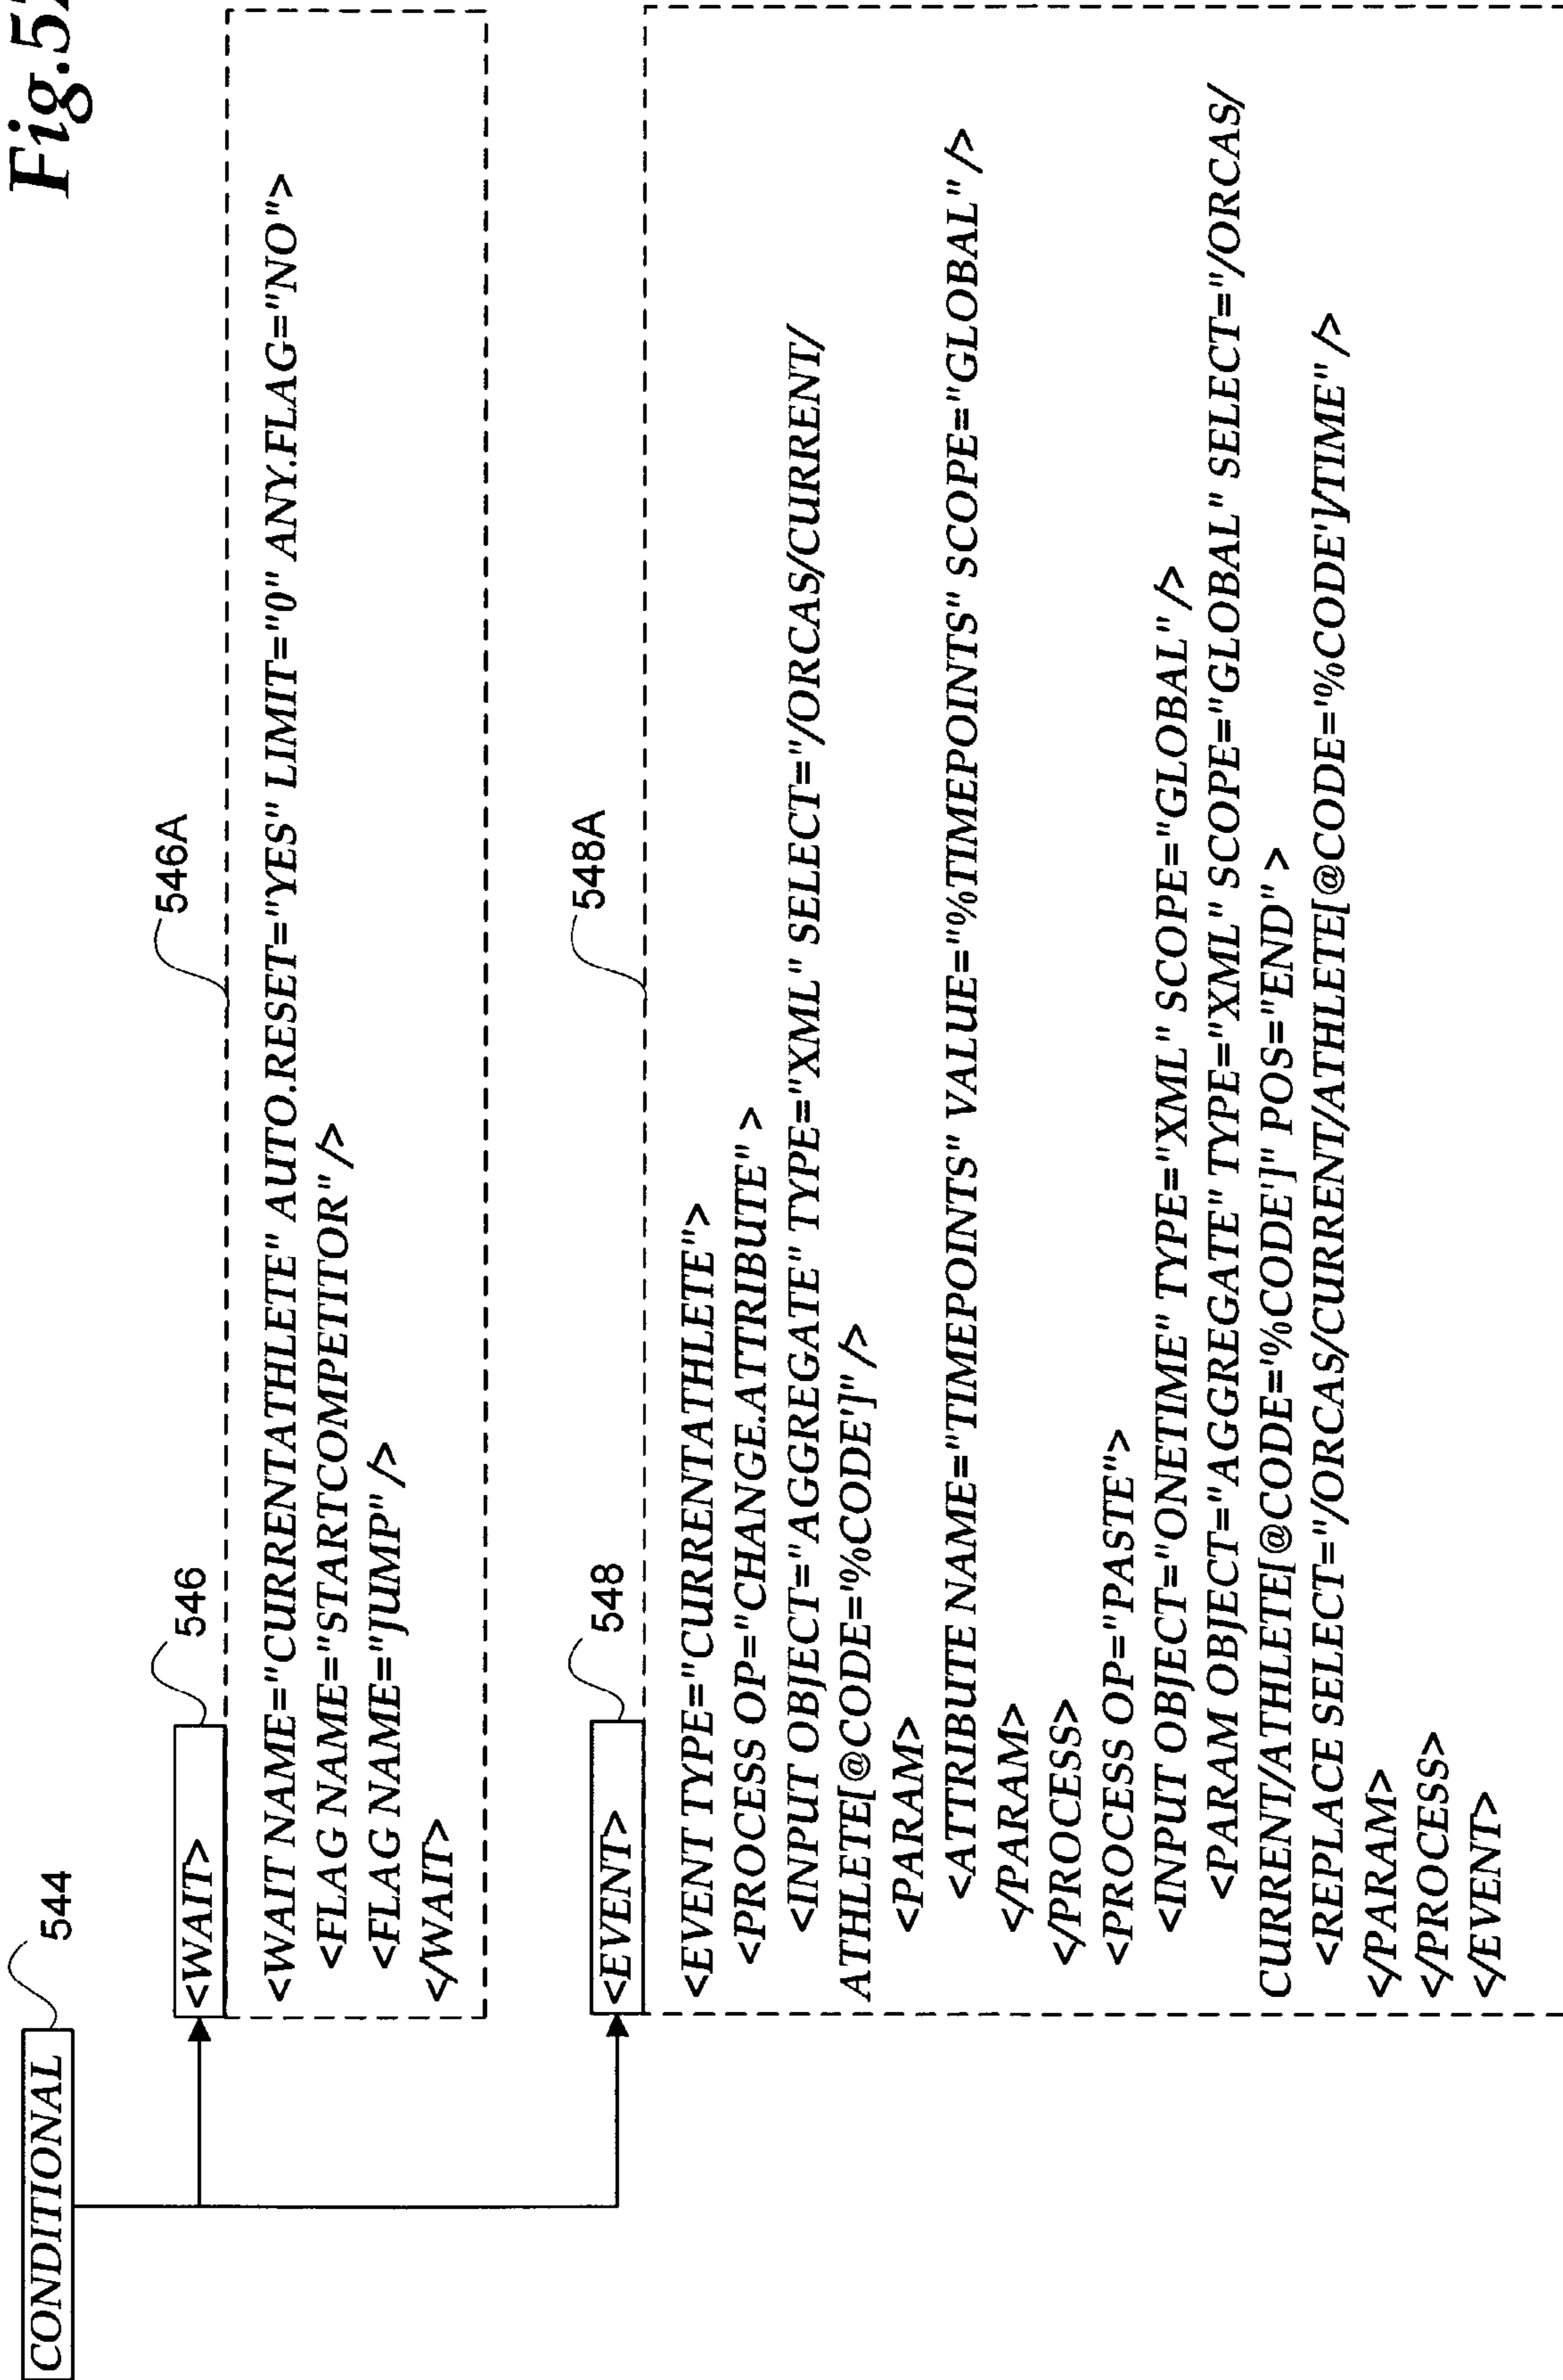 Fig.5
CONDITIONAL
544
<WAIT>
546
546A
<WAIT NAME="CURRENTATHLETE" AUTO.RESET="YES" LIMIT="0" ANY.FLAG="NO">
<FLAG NAME="STARTCOMPETITOR" />
<FLAG NAME="JUMP" />
</WAIT>
<EVENT>
548
548A
<EVENT TYPE="CURRENTATHLETE">
<PROCESS OP="CHANGE.ATTRIBUTE" >
<INPUT OBJECT="AGGREGATE" TYPE="XML" SELECT="/ORCAS/CURRENT/
ATHLETE[@CODE='%CODE']" />
<PARAM>
<ATTRIBUTE NAME="TIMEPOINTS" VALUE="%TIMEPOINTS" SCOPE="GLOBAL" />
</PARAM>
</PROCESS>
<PROCESS OP="PASTE">
<INPUT OBJECT="ONETIME" TYPE="XML" SCOPE="GLOBAL" />
<PARAM OBJECT="AGGREGATE" TYPE="XML" SCOPE="GLOBAL" SELECT="/ORCAS/
CURRENT/ATHLETE[@CODE='%CODE']" POS="END" >
<REPLACE SELECT="/ORCAS/CURRENT/ATHLETE[@CODE='%CODE']/TIME" />
</PARAM>
</PROCESS>
</EVENT>